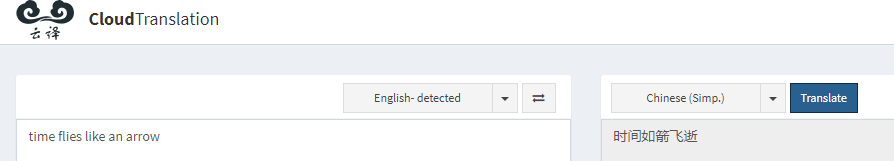 云译
CloudTranslation
English- detected
Chinese (Simp.)
Translate
time flies like an arrow
时间如箭飞逝